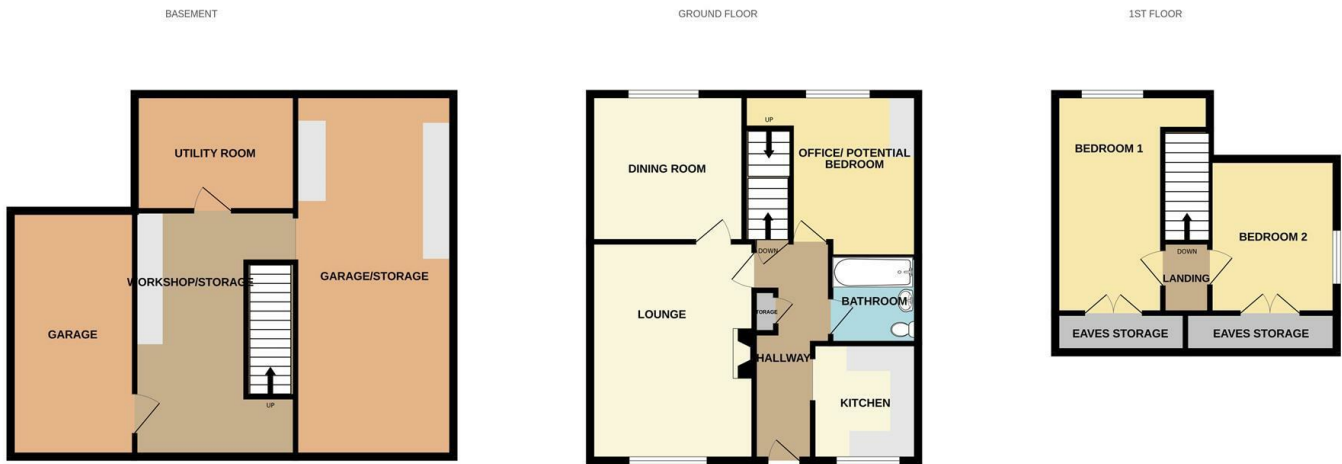 BASEMENT
UTILITY ROOM
WORKSHOP/STORAGE
GARAGE/STORAGE
GARAGE
UP
GROUND FLOOR
DINING ROOM
UP
OFFICE/ POTENTIAL
BEDROOM
DOWN
LOUNGE
STORAGE
BATHROOM
HALLWAY
KITCHEN
1ST FLOOR
BEDROOM 1
BEDROOM 2
DOWN
LANDING
EAVES STORAGE
EAVES STORAGE